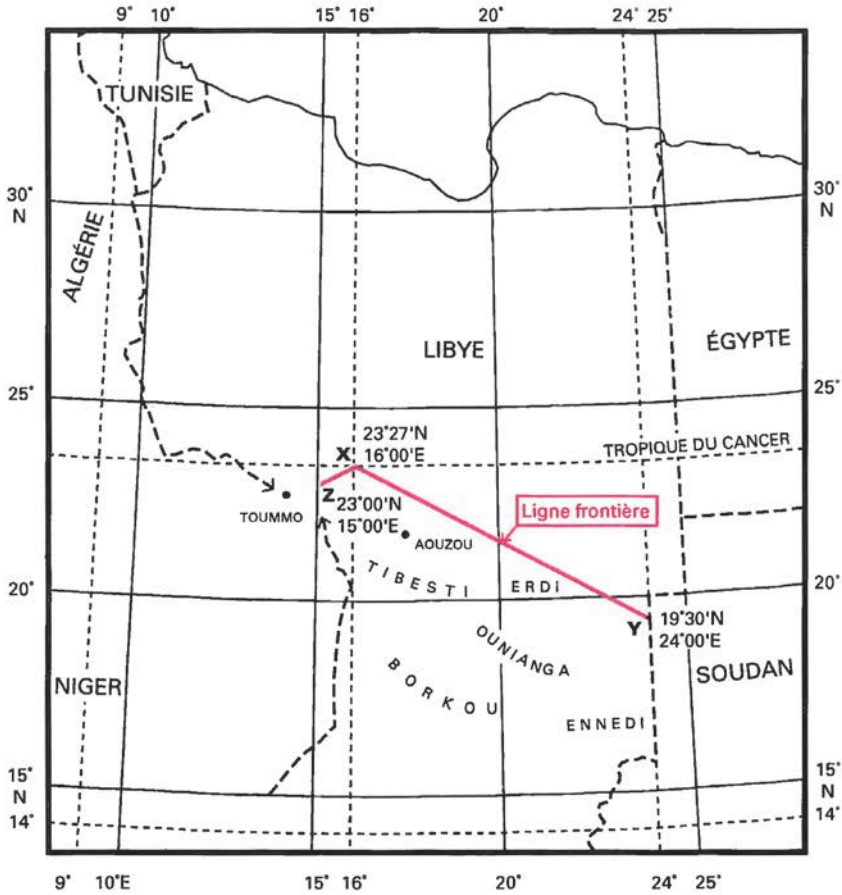 9° 10° 15° 16° 20° 24° 25°
TUNISIE
30°
N
30°
N
ALGÉRIE
LIBYE
ÉGYPTE
25°
25°
X
23°27'N
16°00'E
TROPIQUE DU CANCER
Z
23°00'N
15°00'E
TOUMMO
Ligne frontière
AOUZOU
TIBESTI
ERDI
20°
20°
Y
19°30'N
24°00'E
OUNIANGA
BORKOU
NIGER
SOUDAN
ENNEDI
15°
N
14°
15°
N
14°
9° 10°E 15° 16° 20° 24° 25°